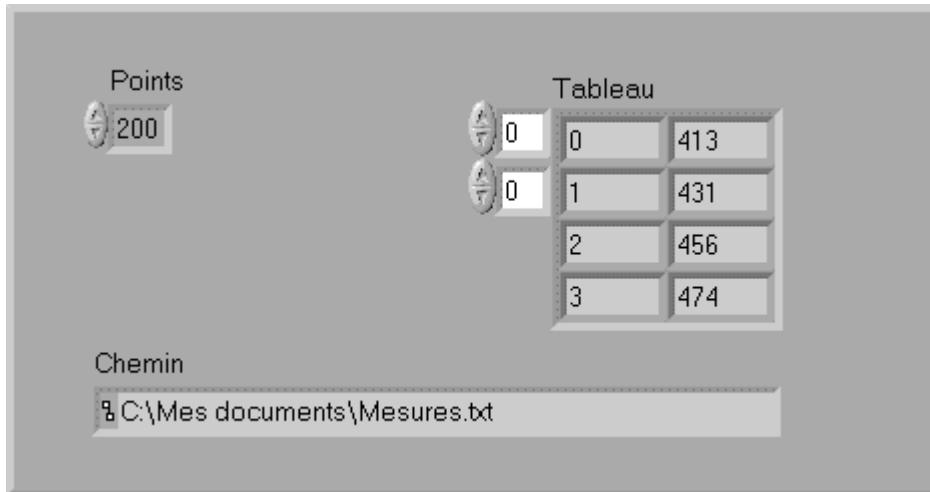 Points
200
Tableau
0
0
0 413
1 431
2 456
3 474
Chemin
C:\Mes documents\Mesures.txt